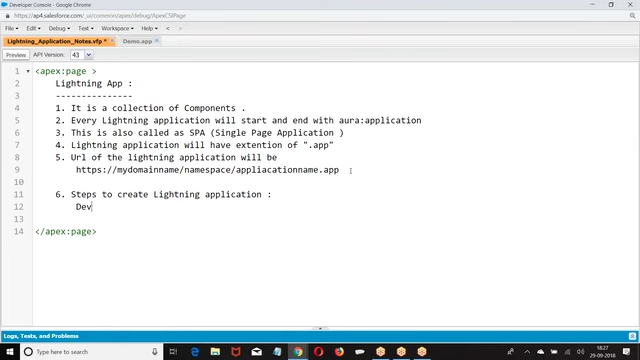 Developer Console - Google Chrome
https://ap4.salesforce.com/_ui/common/apex/debug/ApexCSIPage
File Edit Debug Test Workspace Help < >
Lightning_Application_Notes.vfp * Demo.app
Preview API Version: 43
1 <apex:page >
2 Lightning App :
3 ---------------
4 1. It is a collection of Components .
5 2. Every Lightning application will start and end with aura:application
6 3. This is also called as SPA (Single Page Application )
7 4. Lightning application will have extention of ".app"
8 5. Url of the lightning application will be
9 https://mydomainname/namespace/appliacationname.app
10
11 6. Steps to create Lightning application :
12 Dev
13
14 </apex:page>
Logs, Tests, and Problems
Type here to search
18:27
29-09-2018